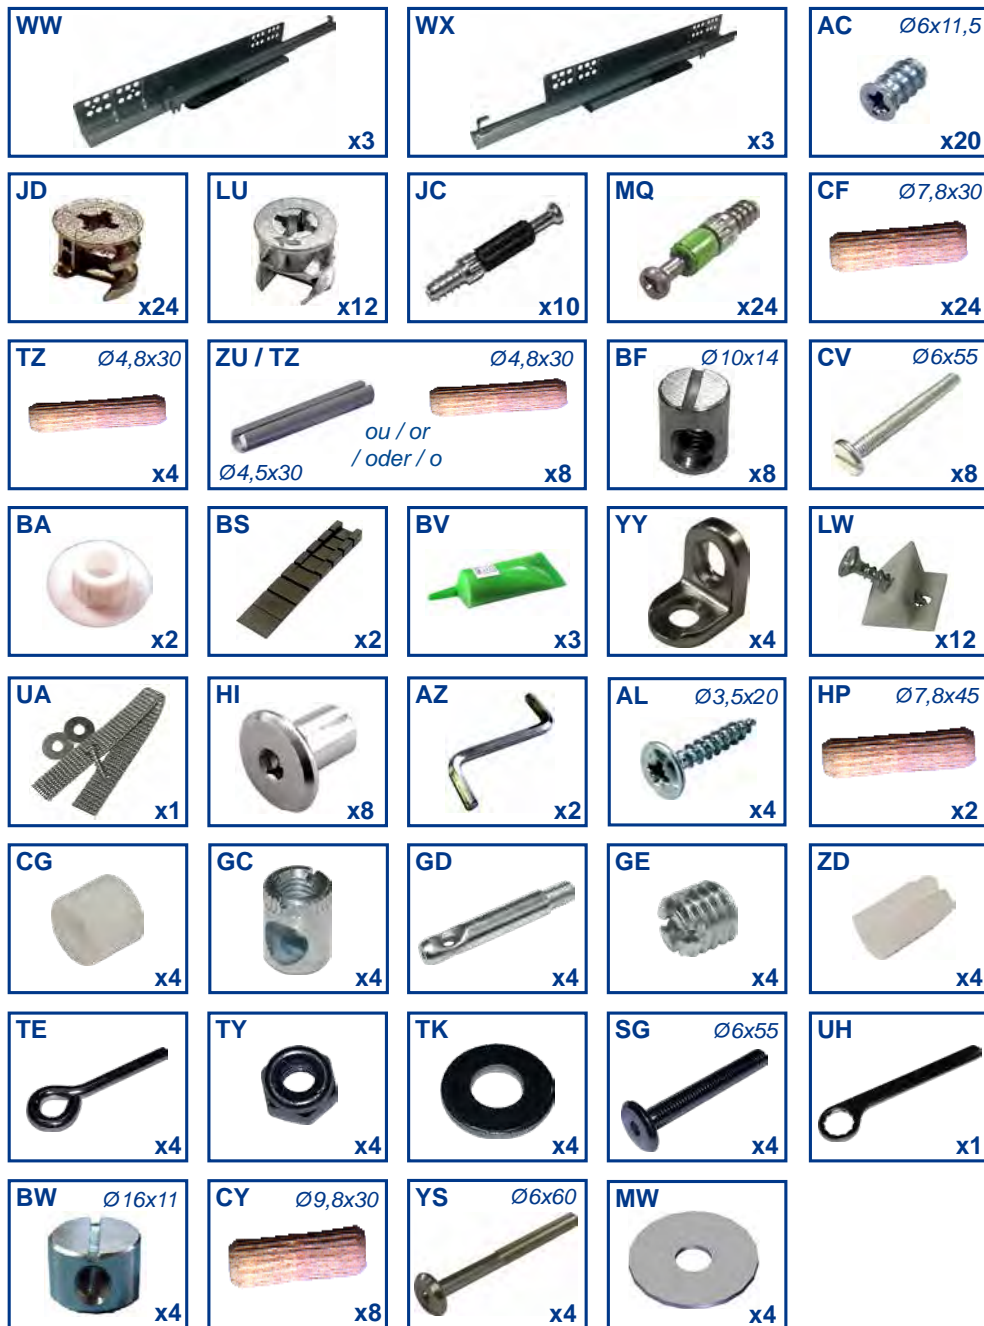 WW
x3
WX
x3
AC Ø6x11,5
x20
JD
x24
LU
x12
JC
x10
MQ
x24
CF Ø7,8x30
x24
TZ Ø4,8x30
x4
ZU / TZ Ø4,8x30
ou / or
/ oder / o
Ø4,5x30
x8
BF Ø10x14
x8
CV Ø6x55
x8
BA
x2
BS
x2
BV
x3
YY
x4
LW
x12
UA
x1
HI
x8
AZ
x2
AL Ø3,5x20
x4
HP Ø7,8x45
x2
CG
x4
GC
x4
GD
x4
GE
x4
ZD
x4
TE
x4
TY
x4
TK
x4
SG Ø6x55
x4
UH
x1
BW Ø16x11
x4
CY Ø9,8x30
x8
YS Ø6x60
x4
MW
x4